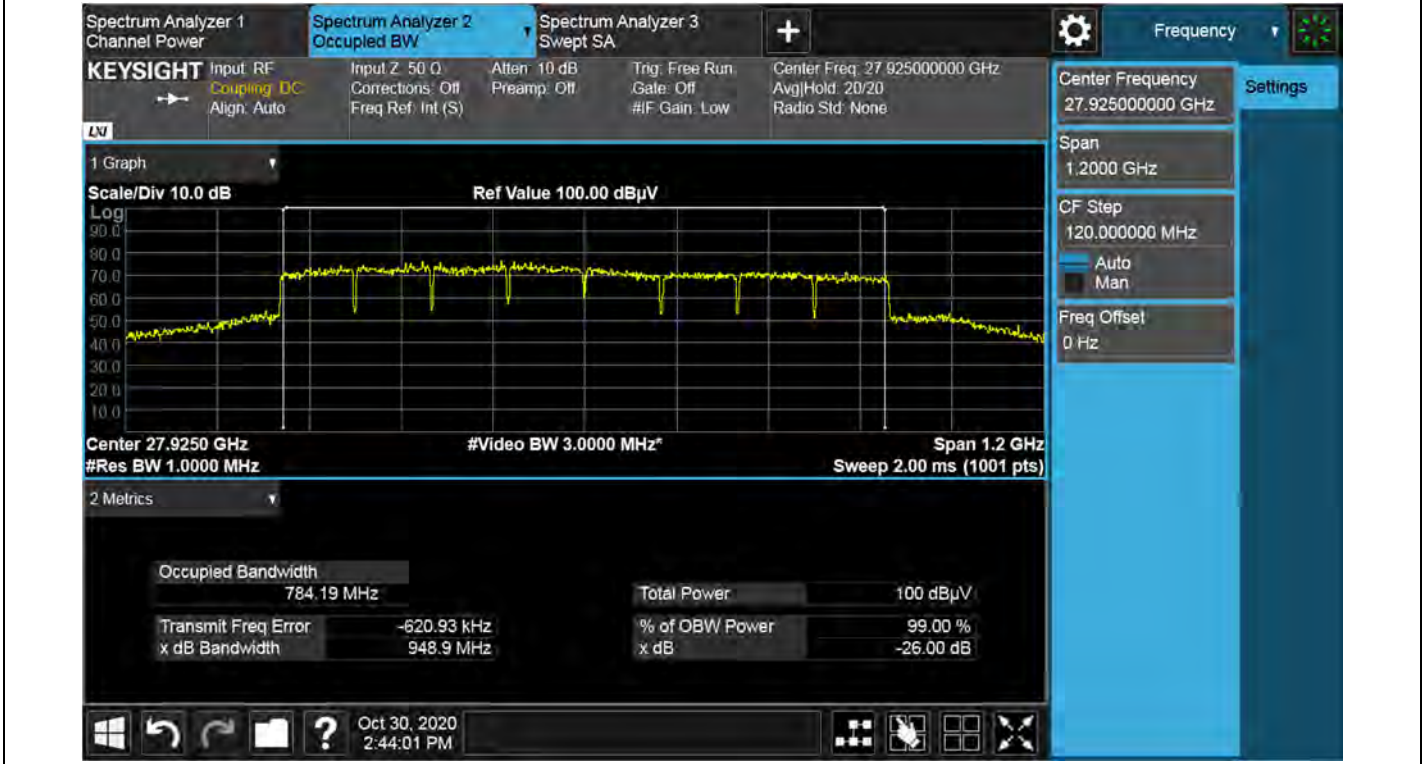 Spectrum Analyzer 1
Channel Power
Spectrum Analyzer 2
Occupied BW
Spectrum Analyzer 3
Swept SA
Frequency
KEYSIGHT
Input: RF
Coupling: DC
Align: Auto
Input Z: 50 Ω
Corrections: Off
Freq Ref: Int (S)
Atten: 10 dB
Preamp: Off
Trig: Free Run
Gate: Off
#IF Gain: Low
Center Freq: 27.925000000 GHz
Avg|Hold: 20/20
Radio Std: None
LXI
Center Frequency
27.925000000 GHz
Settings
Span
1.2000 GHz
CF Step
120.000000 MHz
Auto
Man
Freq Offset
0 Hz
1 Graph
Scale/Div 10.0 dB
Ref Value 100.00 dBµV
Log
90.0
80.0
70.0
60.0
50.0
40.0
30.0
20.0
10.0
Center 27.9250 GHz
#Video BW 3.0000 MHz*
Span 1.2 GHz
#Res BW 1.0000 MHz
Sweep 2.00 ms (1001 pts)
2 Metrics
Occupied Bandwidth
784.19 MHz
Total Power
100 dBµV
Transmit Freq Error
-620.93 kHz
% of OBW Power
99.00 %
x dB Bandwidth
948.9 MHz
x dB
-26.00 dB
?
Oct 30, 2020
2:44:01 PM